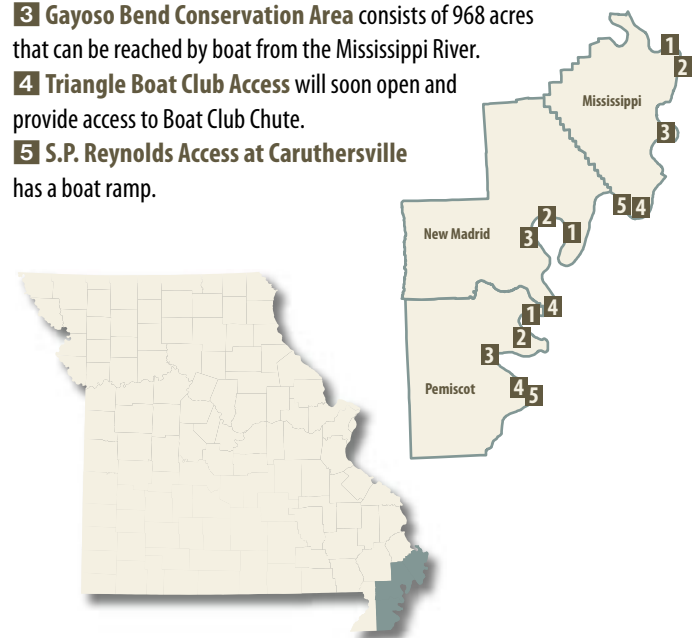 3 Gayoso Bend Conservation Area consists of 968 acres
that can be reached by boat from the Mississippi River.
4 Triangle Boat Club Access will soon open and
provide access to Boat Club Chute.
5 S.P. Reynolds Access at Caruthersville
has a boat ramp.
1
2
Mississippi
3
5 4
2
New Madrid
3
1
4
1
2
3
Pemiscot
4
5